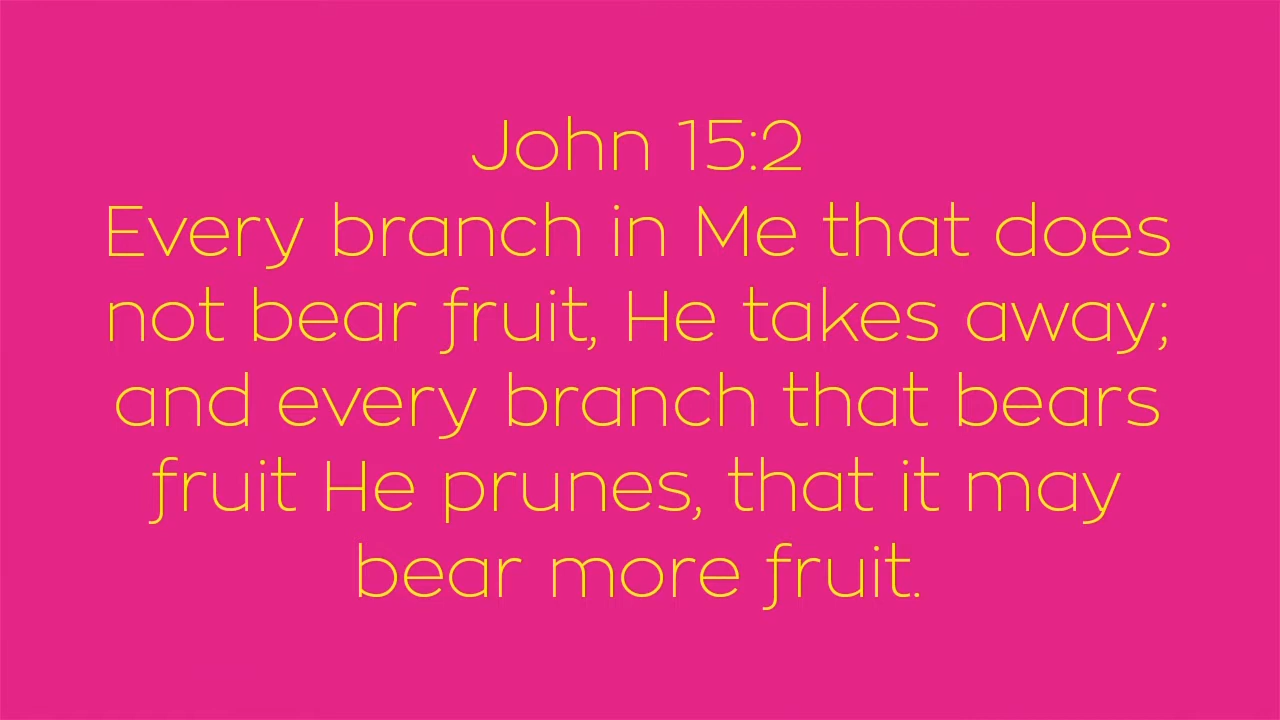 John 15:2
Every branch in Me that does
not bear fruit, He takes away;
and every branch that bears
fruit He prunes, that it may
bear more fruit.